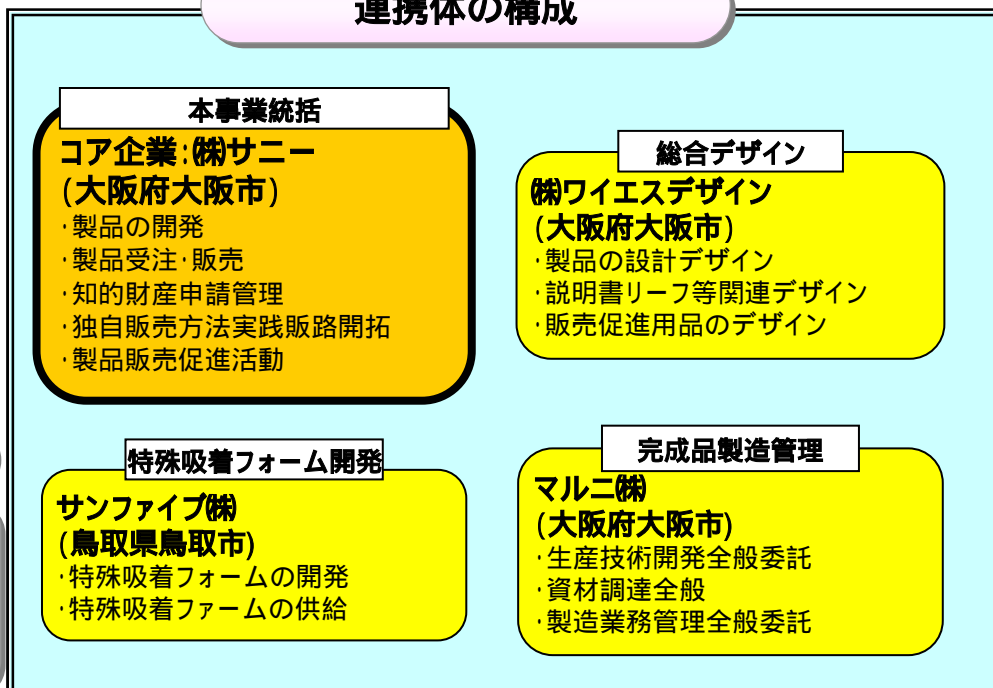 連携体の構成
本事業統括
コア企業:㈱サニー
(大阪府大阪市)
·製品の開発
·製品受注·販売
·知的財産申請管理
·独自販売方法実践販路開拓
·製品販売促進活動
総合デザイン
㈱ワイエスデザイン
(大阪府大阪市)
·製品の設計デザイン
·説明書リーフ等関連デザイン
·販売促進用品のデザイン
特殊吸着フォーム開発
サンファイブ㈱
(鳥取県鳥取市)
·特殊吸着フォームの開発
·特殊吸着ファームの供給
完成品製造管理
マルニ㈱
(大阪府大阪市)
·生産技術開発全般委託
·資材調達全般
·製造業務管理全般委託